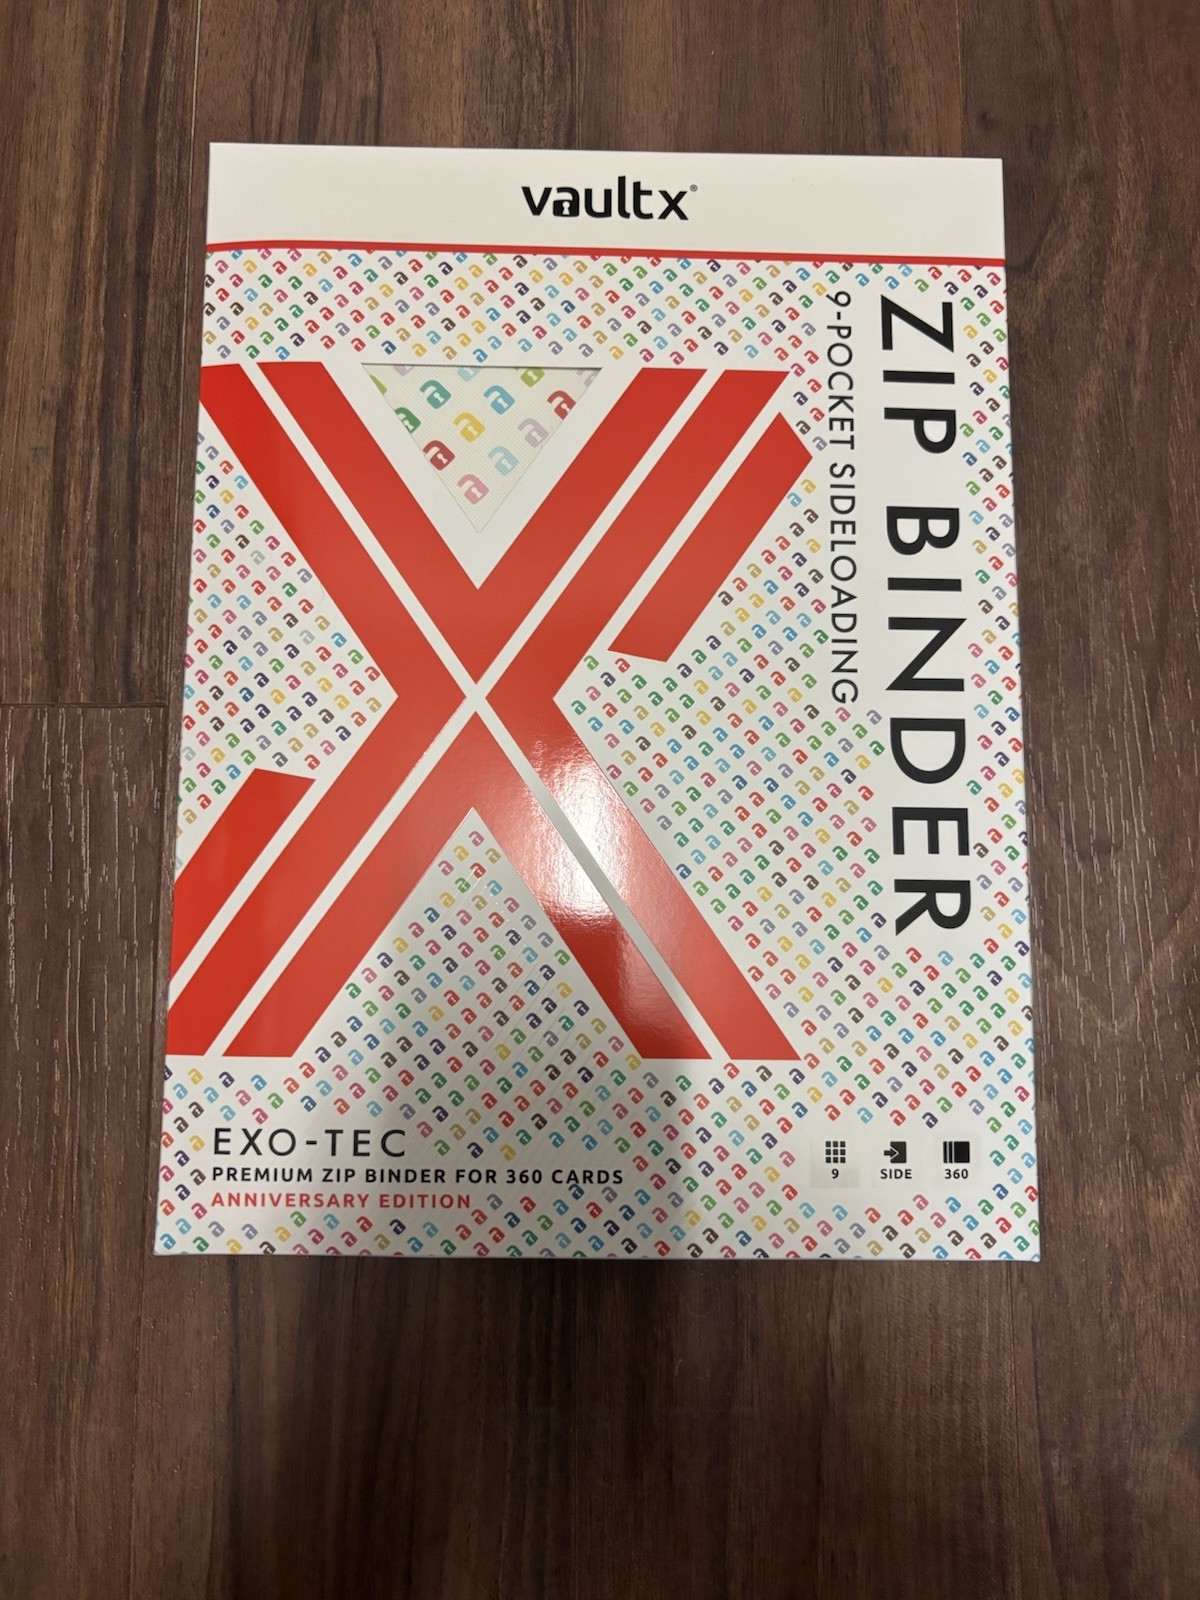 vaultx®
ZIP BINDER
9-POCKET SIDELOADING
EXO-TEC
PREMIUM ZIP BINDER FOR 360 CARDS
ANNIVERSARY EDITION
9
SIDE
360